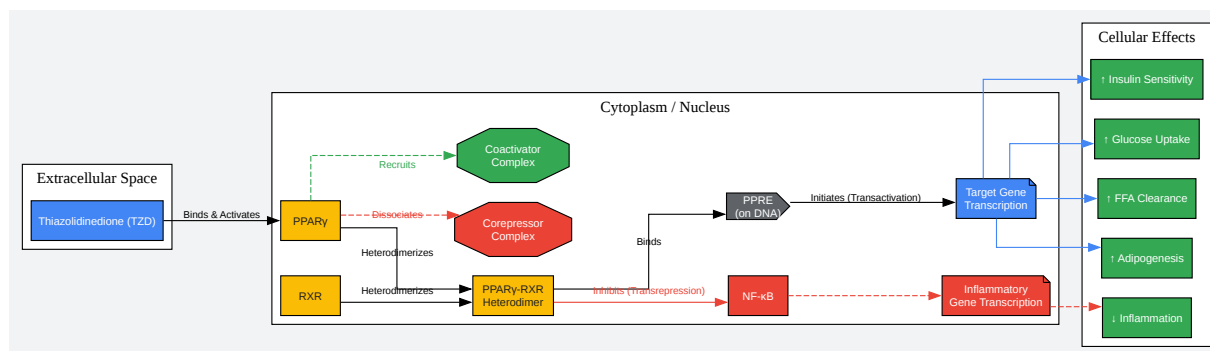 Cellular Effects
↑ Insulin Sensitivity
Cytoplasm / Nucleus
Coactivator
Complex
↑ Glucose Uptake
Recruits
Extracellular Space
Thiazolidinedione (TZD)
Binds & Activates
PPARγ
Dissociates
Corepressor
Complex
PPRE
(on DNA)
Initiates (Transactivation)
Target Gene
Transcription
↑ FFA Clearance
Heterodimerizes
Binds
↑ Adipogenesis
RXR
Heterodimerizes
PPARγ-RXR
Heterodimer
Inhibits (Transrepression)
NF-κB
Inflammatory
Gene Transcription
↓ Inflammation